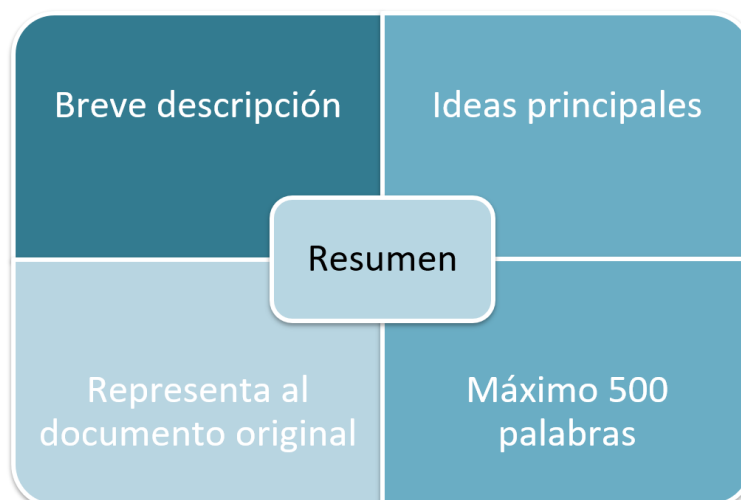 Breve descripción
Ideas principales
Resumen
Representa al
documento original
Máximo 500
palabras